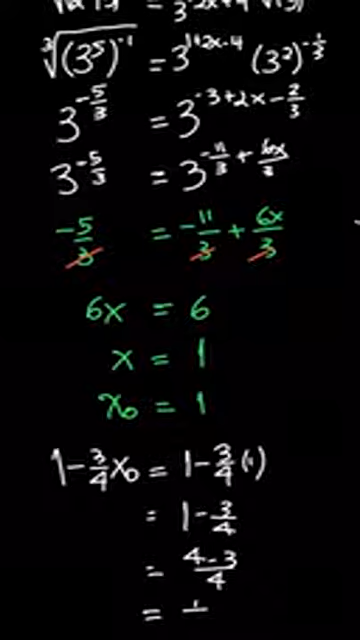 ∛(3⁵)⁻¹ = 3^(1+2x-4) (3²)^(-1/3)
3^(-5/3) = 3^(-3+2x-2/3)
3^(-5/3) = 3^(-11/3 + 6x/3)
-5/3 = -11/3 + 6x/3
6x = 6
x = 1
x₀ = 1
1 - 3/4 x₀ = 1 - 3/4 (1)
= 1 - 3/4
= (4-3)/4
= 1